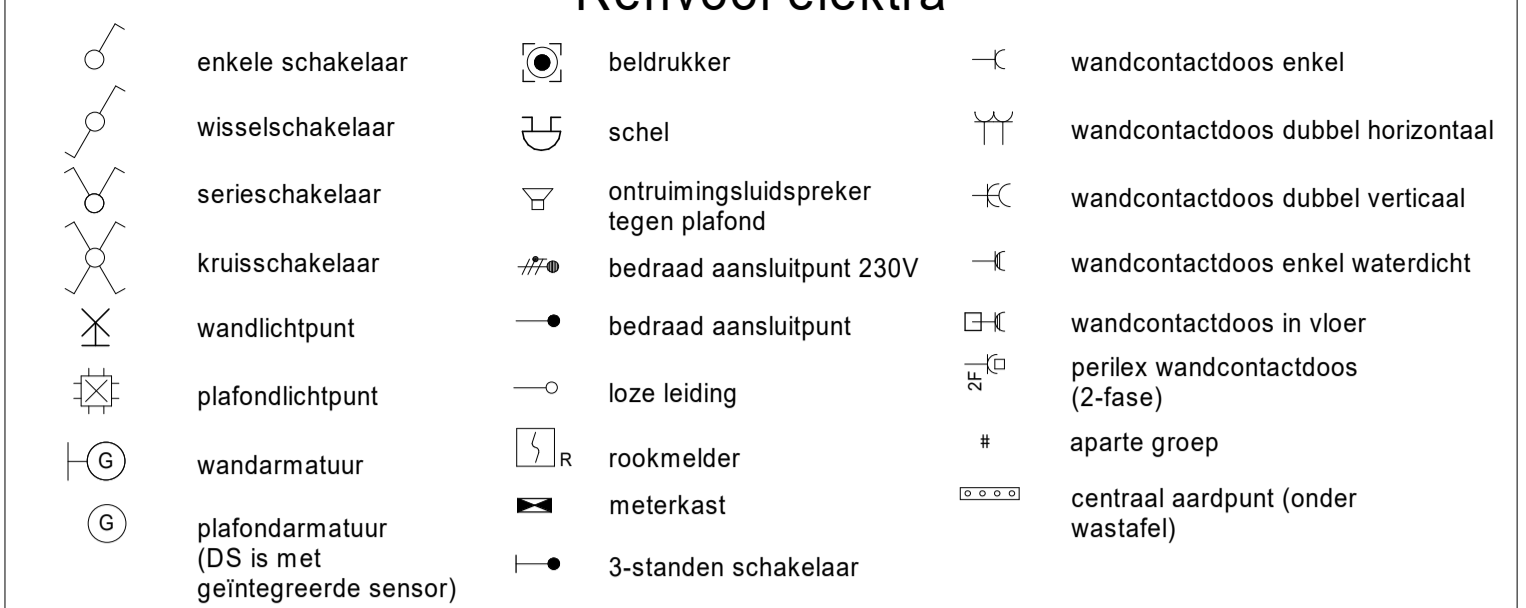 Renvooi elektra
enkele schakelaar
wisselschakelaar
serieschakelaar
kruisschakelaar
wandlichtpunt
plafondlichtpunt
G
wandarmatuur
G
plafondarmatuur
(DS is met
geïntegreerde sensor)
beldrukker
schel
ontruimingsluidspreker
tegen plafond
bedraad aansluitpunt 230V
bedraad aansluitpunt
loze leiding
R
rookmelder
meterkast
3-standen schakelaar
wandcontactdoos enkel
wandcontactdoos dubbel horizontaal
wandcontactdoos dubbel verticaal
wandcontactdoos enkel waterdicht
wandcontactdoos in vloer
2F
perilex wandcontactdoos
(2-fase)
# aparte groep
centraal aardpunt (onder
wastafel)